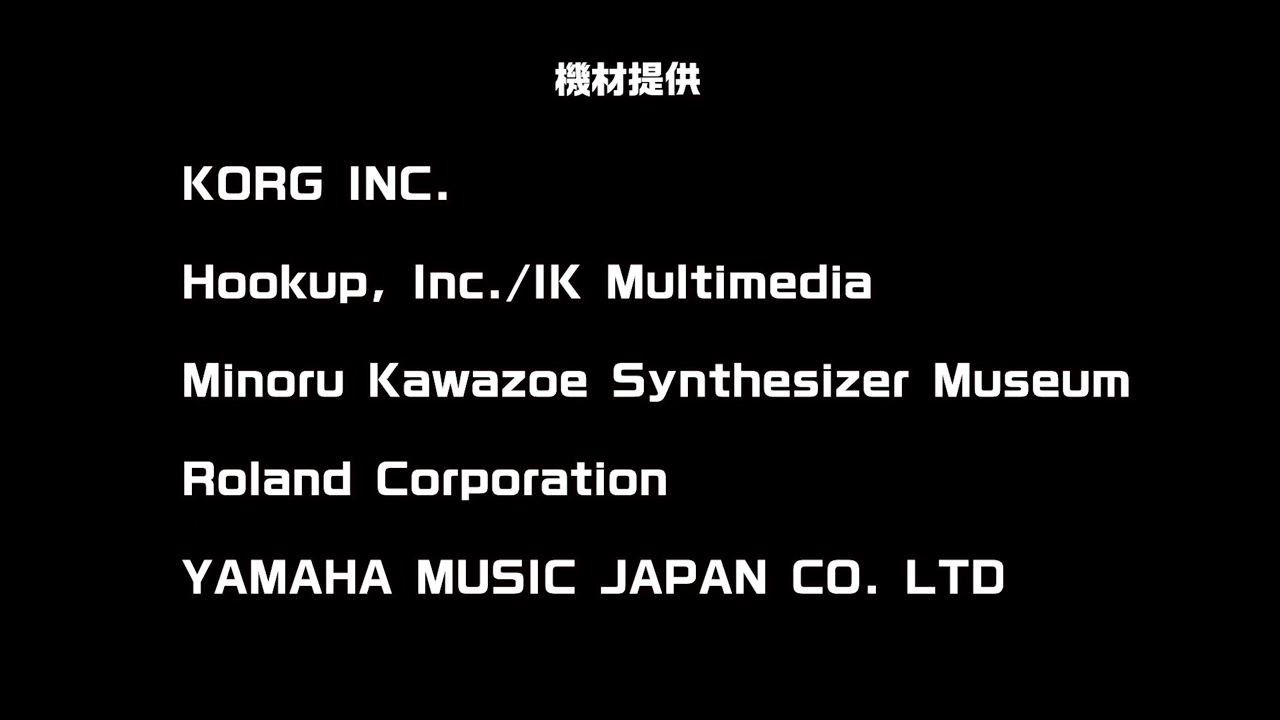 機材提供
KORG INC.
Hookup, Inc./IK Multimedia
Minoru Kawazoe Synthesizer Museum
Roland Corporation
YAMAHA MUSIC JAPAN CO. LTD